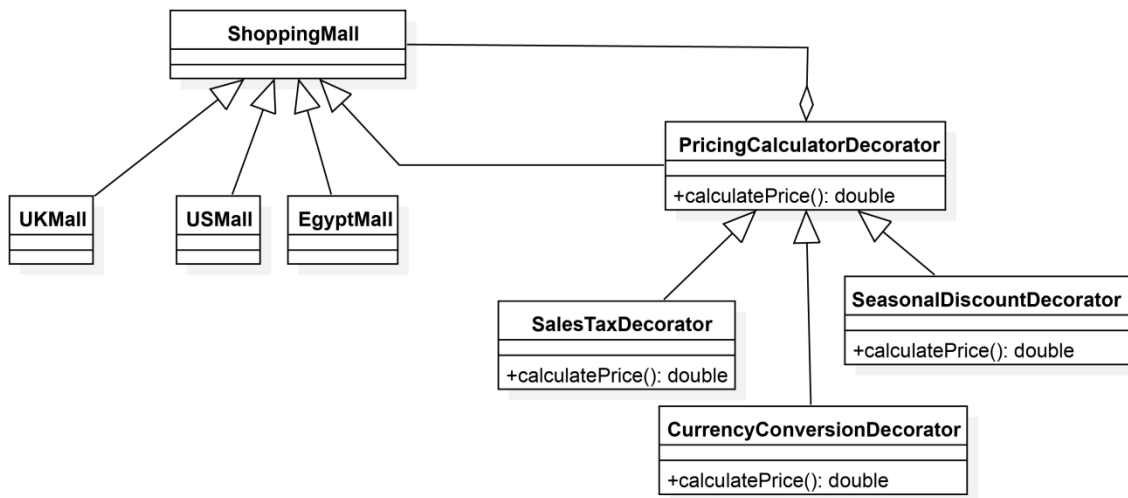 ShoppingMall
PricingCalculatorDecorator
+calculatePrice(): double
UKMall
USMall
EgyptMall
SalesTaxDecorator
+calculatePrice(): double
SeasonalDiscountDecorator
+calculatePrice(): double
CurrencyConversionDecorator
+calculatePrice(): double